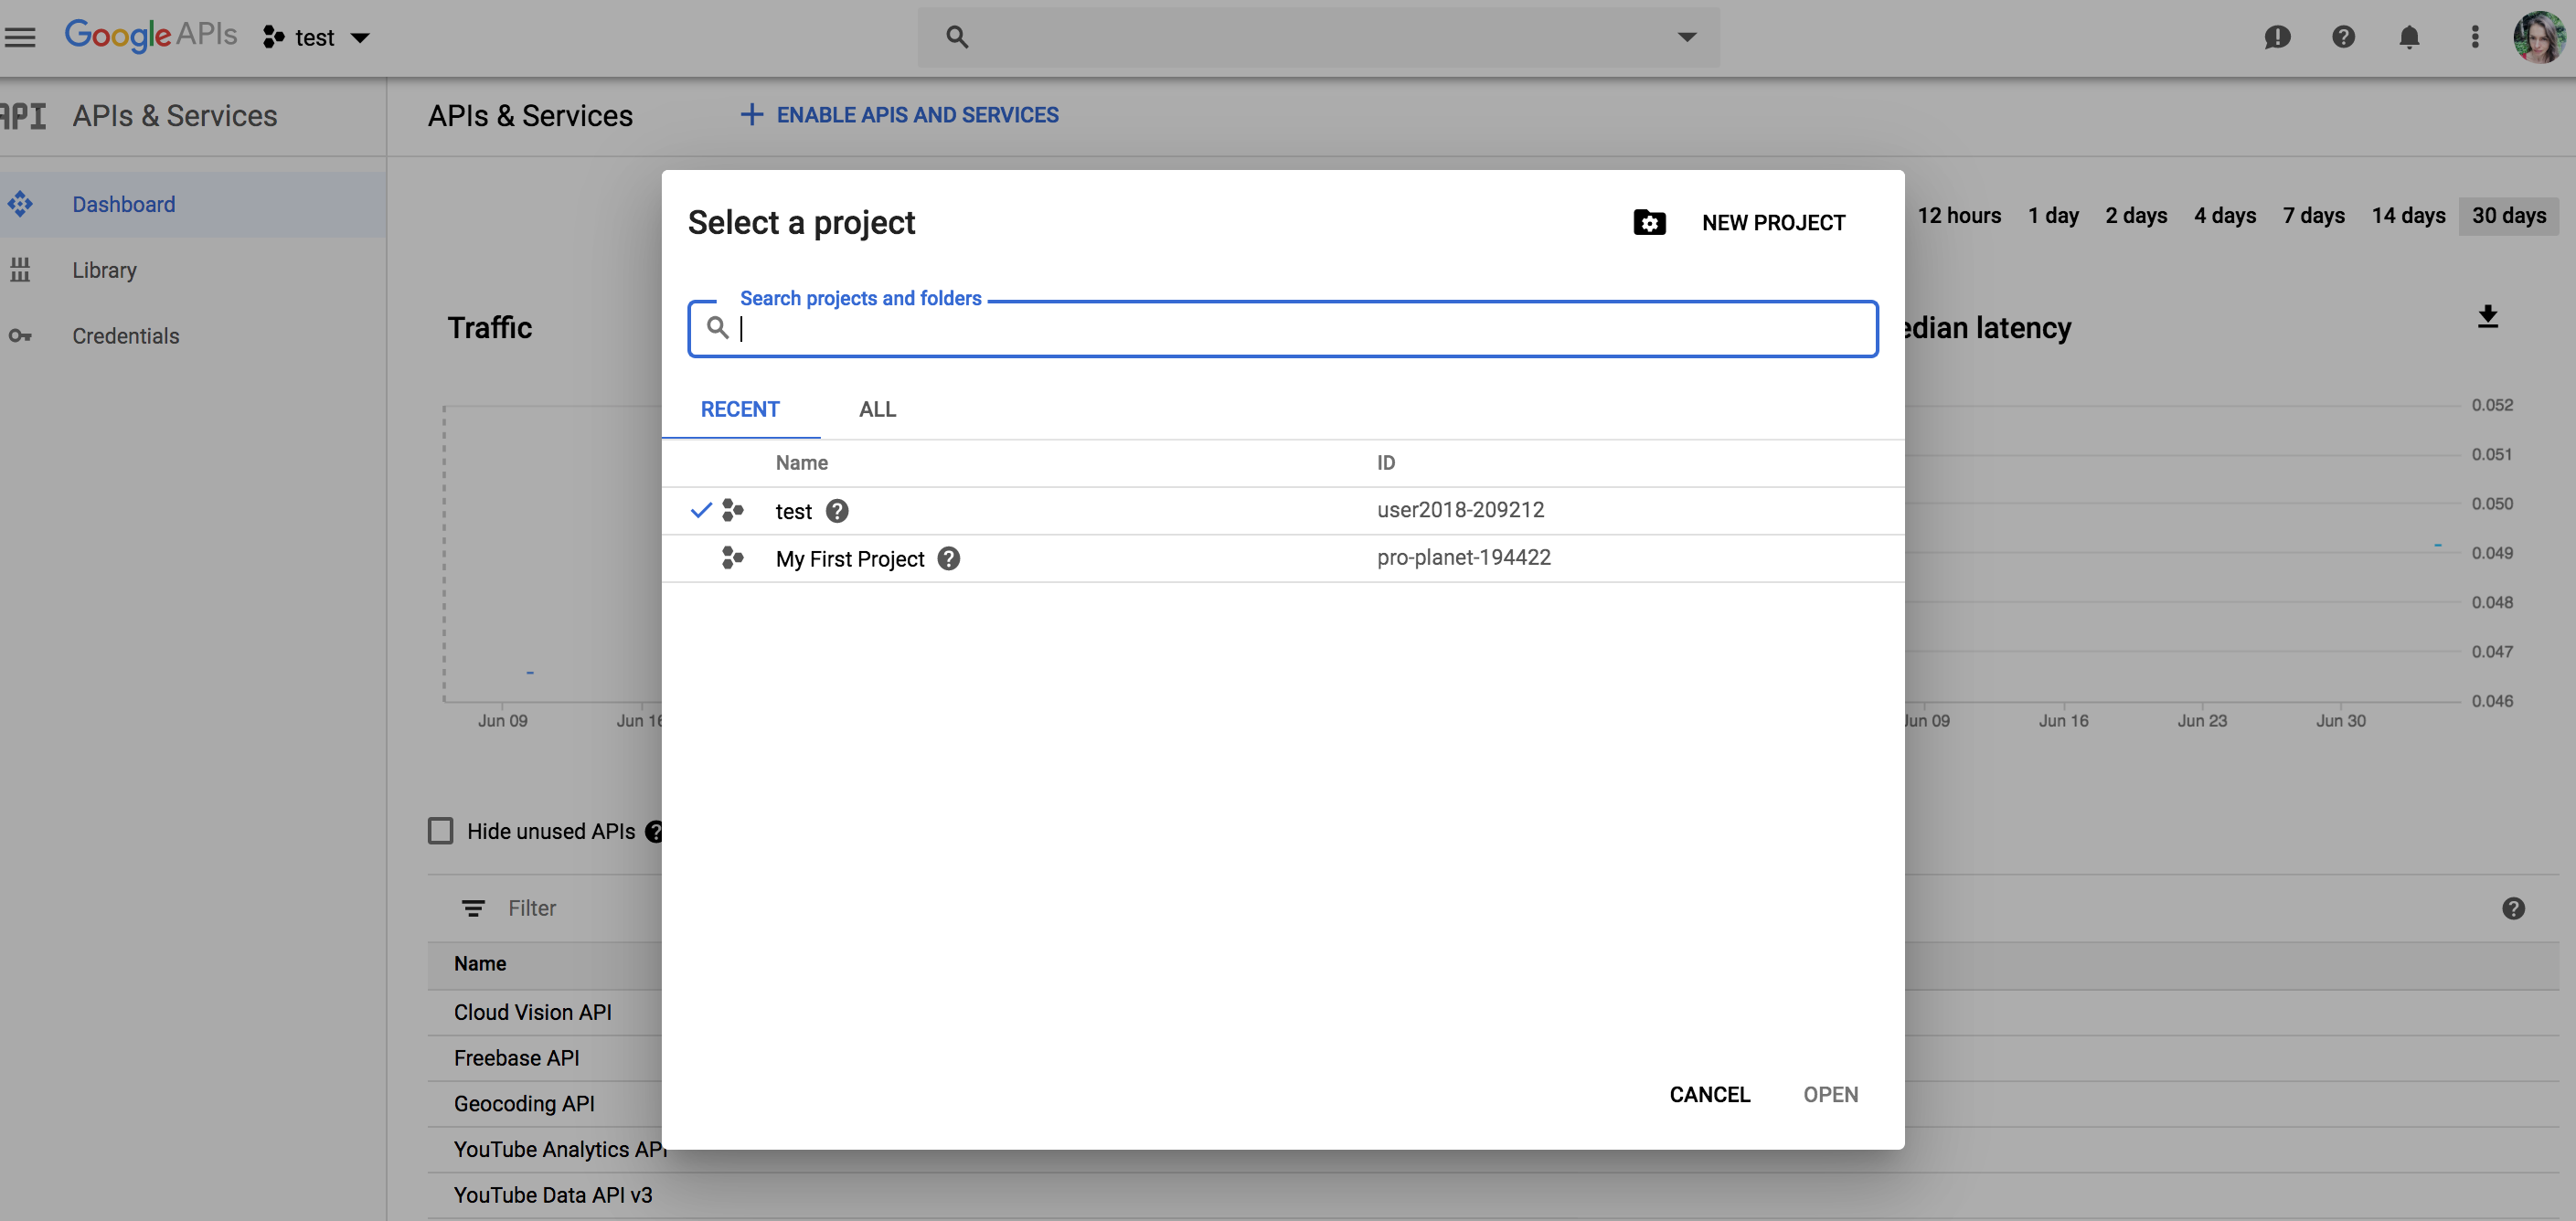 Google APIs test
API APIs & Services
APIs & Services + ENABLE APIS AND SERVICES
Dashboard
Library
Credentials
12 hours 1 day 2 days 4 days 7 days 14 days 30 days
Traffic
edian latency
0.052
0.051
0.050
0.049
0.048
0.047
0.046
Jun 09 Jun 16
Jun 09 Jun 16 Jun 23 Jun 30
Hide unused APIs
Filter
Name
Cloud Vision API
Freebase API
Geocoding API
YouTube Analytics API
YouTube Data API v3
Select a project
NEW PROJECT
Search projects and folders
RECENT ALL
Name ID
test user2018-209212
My First Project pro-planet-194422
CANCEL OPEN